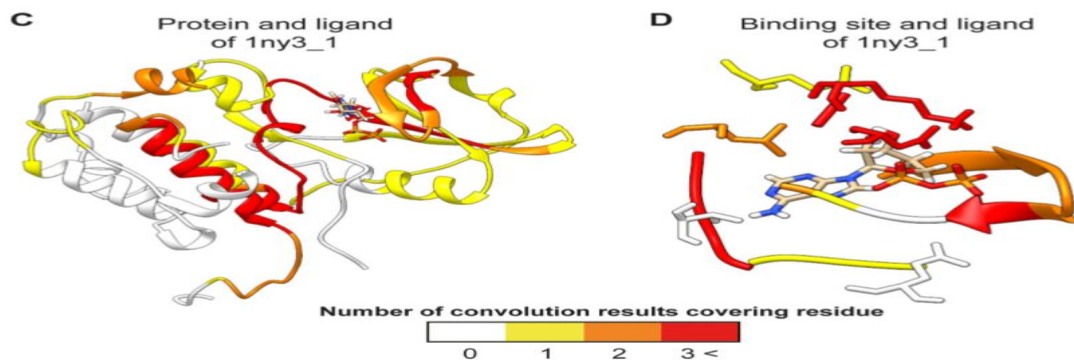 C
Protein and ligand
of 1ny3_1
D
Binding site and ligand
of 1ny3_1
Number of convolution results covering residue
0 1 2 3 <